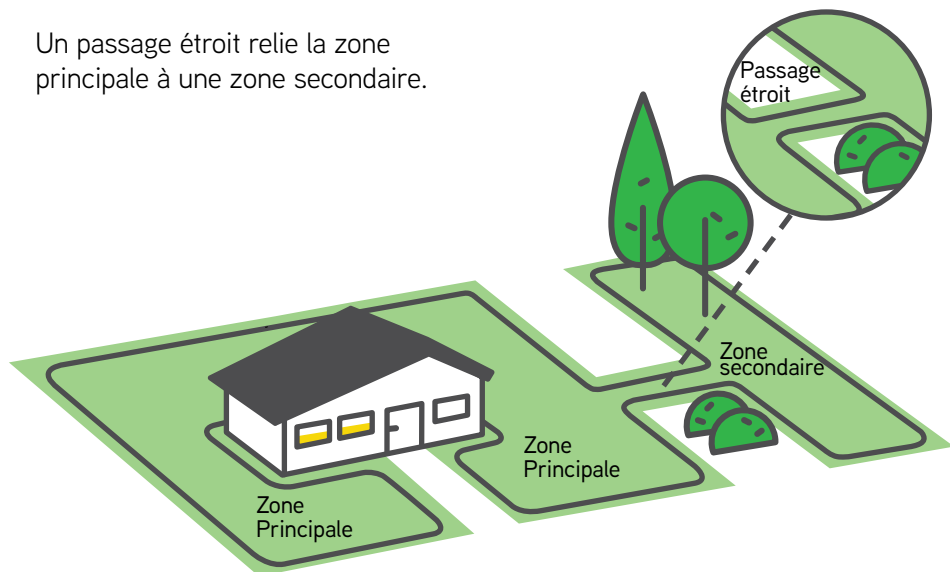 Un passage étroit relie la zone
principale à une zone secondaire.
Passage
étroit
Zone
secondaire
Zone
Principale
Zone
Principale